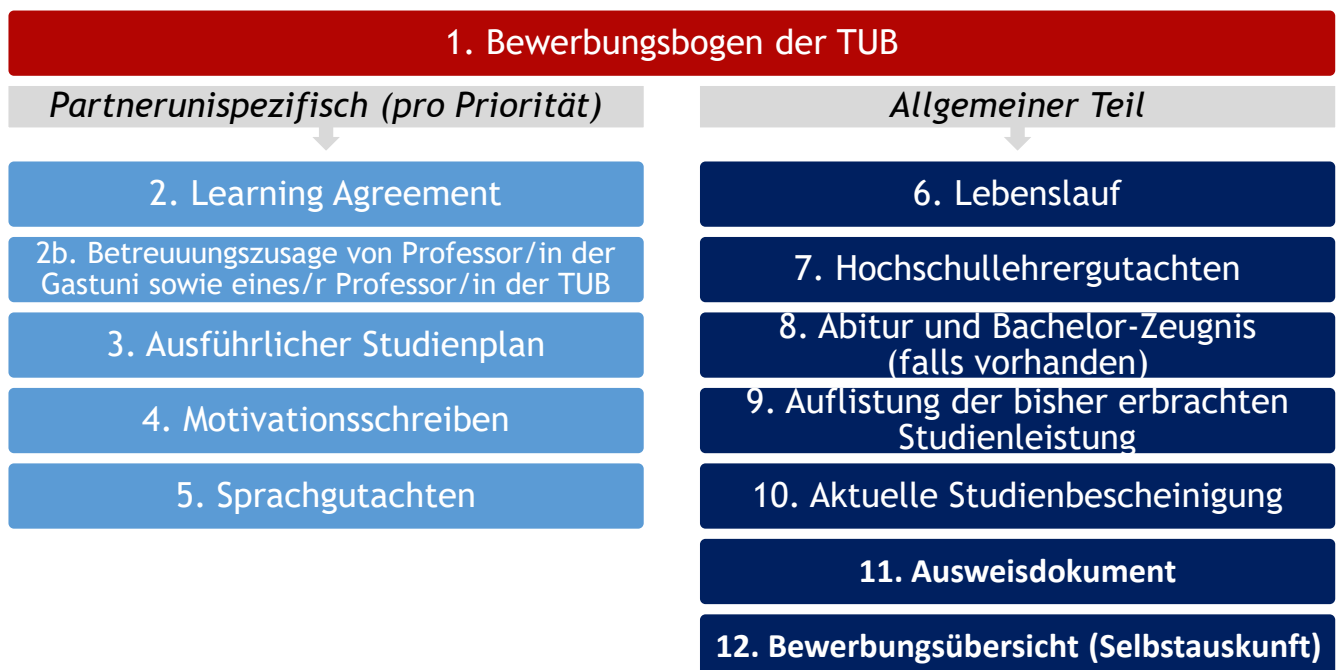 1. Bewerbungsbogen der TUB
Partnerunispezifisch (pro Priorität)
2. Learning Agreement
2b. Betreuuungszusage von Professor/in der
Gastuni sowie eines/r Professor/in der TUB
3. Ausführlicher Studienplan
4. Motivationsschreiben
5. Sprachgutachten
Allgemeiner Teil
6. Lebenslauf
7. Hochschullehrergutachten
8. Abitur und Bachelor-Zeugnis
(falls vorhanden)
9. Auflistung der bisher erbrachten
Studienleistung
10. Aktuelle Studienbescheinigung
11. Ausweisdokument
12. Bewerbungsübersicht (Selbstauskunft)